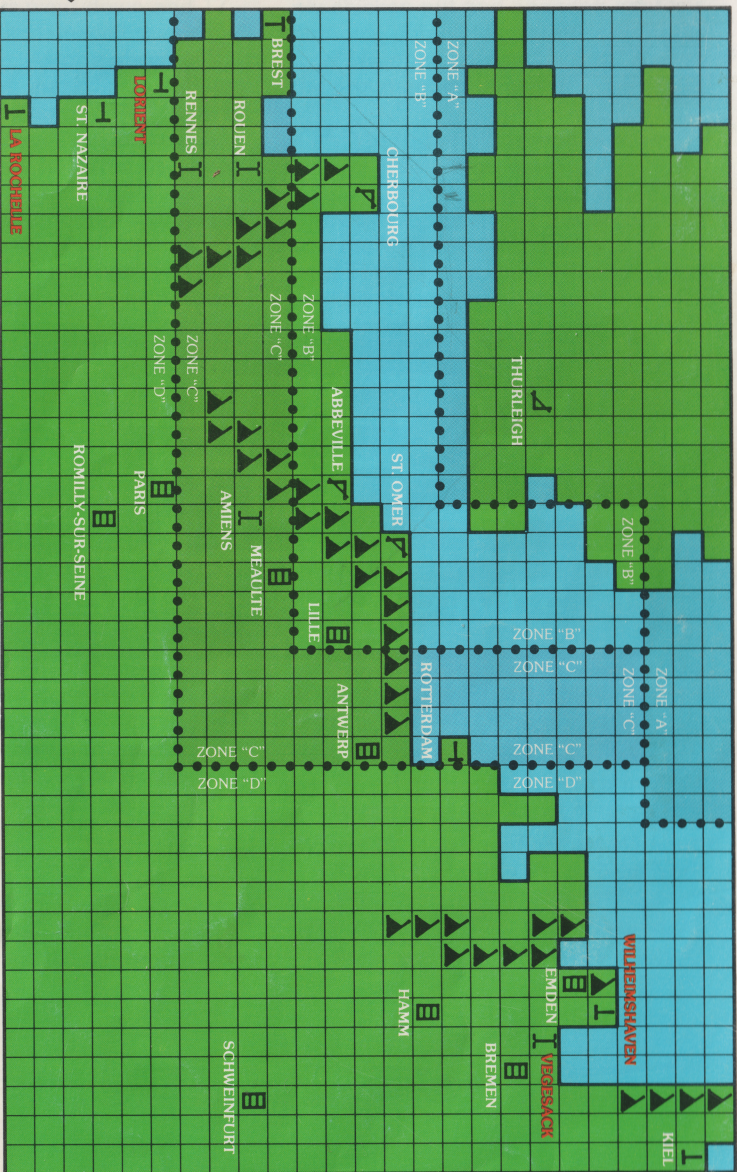 KIEL
ZONE "A"
WILHELMSHAVEN
ZONE "B"
ZONE "C"
EMDEN
VEGESACK
ZONE "B"
ZONE "C"
ZONE "C"
ZONE "D"
THURLEIGH
BREMEN
ZONE "A"
ZONE "B"
ROTTERDAM
HAMM
ST. OMER
CHERBOURG
ANTWERP
ABBEVILLE
LILLE
ZONE "B"
ZONE "C"
BREST
MEAULTE
ROUEN
AMIENS
SCHWEINFURT
ZONE "C"
ZONE "D"
RENNES
ZONE "C"
ZONE "D"
LORIENT
PARIS
ST. NAZAIRE
ROMILLY-SUR-SEINE
LA ROCHELLE